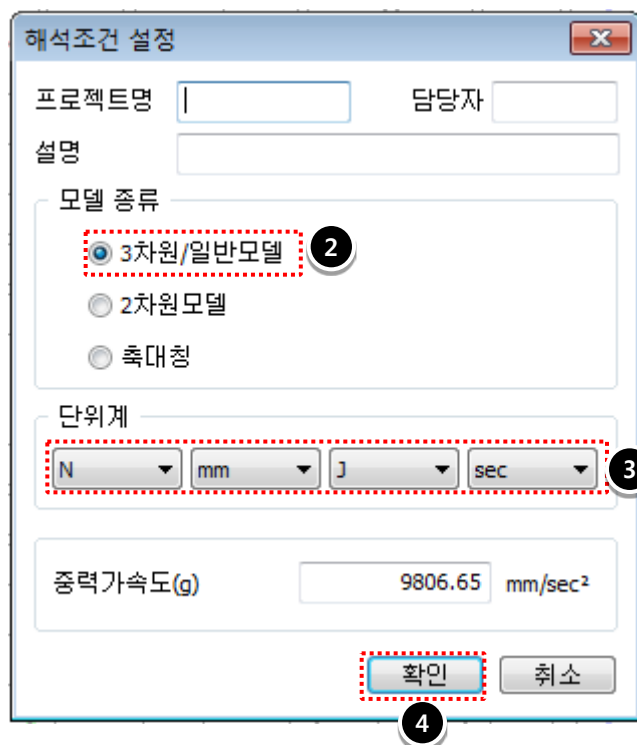 해석조건 설정
프로젝트명 담당자
설명
모델 종류
3차원/일반모델 2
2차원모델
축대칭
단위계
N mm J sec 3
중력가속도(g) 9806.65 mm/sec²
확인 취소
4